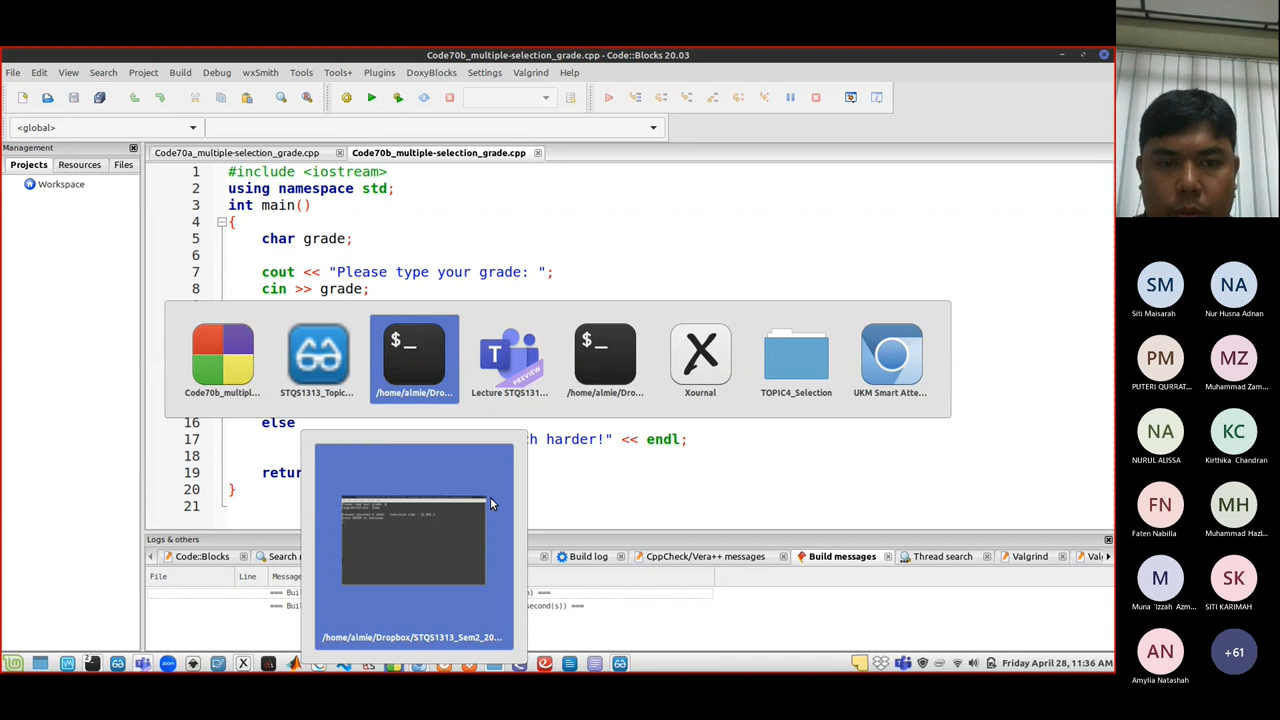 Code70b_multiple-selection_grade.cpp - Code::Blocks 20.03
File Edit View Search Project Build Debug wxSmith Tools Tools+ Plugins DoxyBlocks Settings Valgrind Help
<global>
Management
Projects Resources Files
Workspace
Code70a_multiple-selection_grade.cpp Code70b_multiple-selection_grade.cpp
1 #include <iostream>
2 using namespace std;
3 int main()
4 {
5 char grade;
6
7 cout << "Please type your grade: ";
8 cin >> grade;
Code70b_multipl... STQS1313_Topic... /home/almie/Dro... Lecture STQS131... /home/almie/Dro... Xournal TOPIC4_Selection UKM Smart Atte...
PREVIEW
16 else
17 h harder!" << endl;
18
19 retur
20 }
21
/home/almie/Dropbox/STQS1313_Sem2_20...
Logs & others
Code::Blocks Search Build log CppCheck/Vera++ messages Build messages Thread search Valgrind
File Line Messa
=== Bui ===
=== Bui second(s)) ===
Friday April 28, 11:36 AM
SM NA
Siti Maisarah Nur Husna Adnan
PM MZ
PUTERI QURRAT... Muhammad Zam...
NA KC
NURUL ALISSA Kirthika Chandran
FN MH
Faten Nabilla Muhammad Hazi...
M SK
Muna 'Izzah Azm... SITI KARIMAH
AN +61
Amylia Natashah